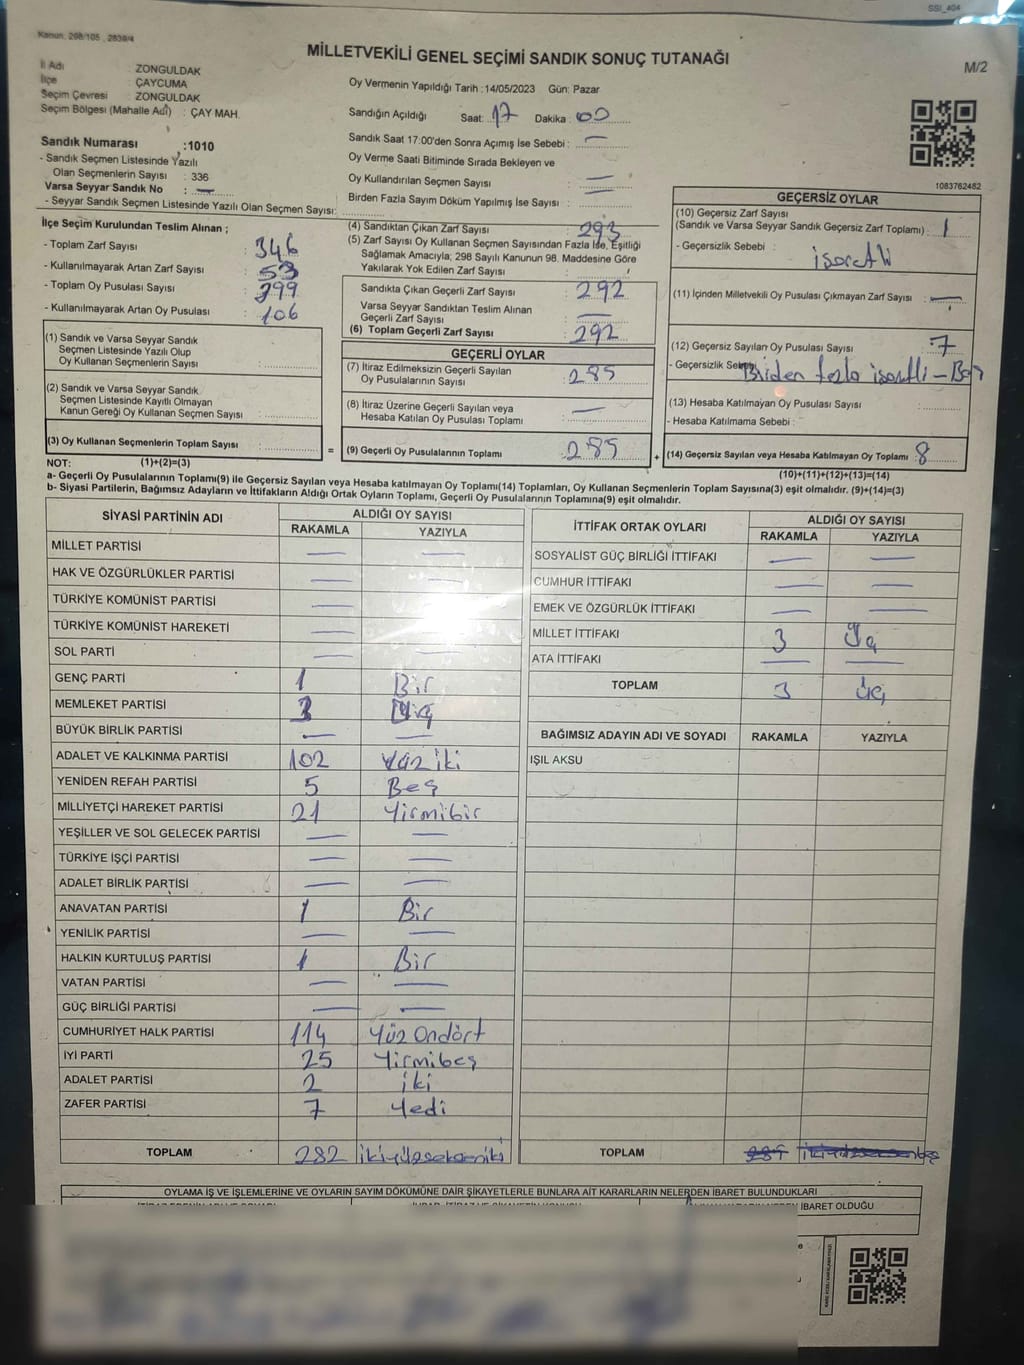 SSI_404
Kanun. 298/105 , 2839/4
MİLLETVEKİLİ GENEL SEÇİMİ SANDIK SONUÇ TUTANAĞI
M/2
İl Adı : ZONGULDAK
İlçe : ÇAYCUMA
Seçim Çevresi : ZONGULDAK
Seçim Bölgesi (Mahalle Adı) : ÇAY MAH.
Sandık Numarası :1010
- Sandık Seçmen Listesinde Yazılı
Olan Seçmenlerin Sayısı : 336
Varsa Seyyar Sandık No : —
- Seyyar Sandık Seçmen Listesinde Yazılı Olan Seçmen Sayısı:
Oy Vermenin Yapıldığı Tarih :14/05/2023 Gün: Pazar
Sandığın Açıldığı Saat: 17 Dakika : 00
Sandık Saat 17:00'den Sonra Açımış İse Sebebi : —
Oy Verme Saati Bitiminde Sırada Bekleyen ve
Oy Kullandırılan Seçmen Sayısı : —
Birden Fazla Sayım Döküm Yapılmış İse Sayısı : —
1083762482
İlçe Seçim Kurulundan Teslim Alınan ;
- Toplam Zarf Sayısı : 346
- Kullanılmayarak Artan Zarf Sayısı : 53
- Toplam Oy Pusulası Sayısı : 399
- Kullanılmayarak Artan Oy Pusulası : 106
(4) Sandıktan Çıkan Zarf Sayısı : 293
(5) Zarf Sayısı Oy Kullanan Seçmen Sayısından Fazla İse, Eşitliği
Sağlamak Amacıyla; 298 Sayılı Kanunun 98. Maddesine Göre
Yakılarak Yok Edilen Zarf Sayısı :
Sandıkta Çıkan Geçerli Zarf Sayısı : 292
Varsa Seyyar Sandıktan Teslim Alınan
Geçerli Zarf Sayısı : —
(6) Toplam Geçerli Zarf Sayısı : 292
GEÇERSİZ OYLAR
(10) Geçersiz Zarf Sayısı
(Sandık ve Varsa Seyyar Sandık Geçersiz Zarf Toplamı) : 1
- Geçersizlik Sebebi : işaretli
(11) İçinden Milletvekili Oy Pusulası Çıkmayan Zarf Sayısı : —
(12) Geçersiz Sayılan Oy Pusulası Sayısı : 7
- Geçersizlik Sebebi: Birden fazla işaretli - Boş
(13) Hesaba Katılmayan Oy Pusulası Sayısı :
- Hesaba Katılmama Sebebi :
(14) Geçersiz Sayılan veya Hesaba Katılmayan Oy Toplamı : 8
(10)+(11)+(12)+(13)=(14)
(1) Sandık ve Varsa Seyyar Sandık
Seçmen Listesinde Yazılı Olup
Oy Kullanan Seçmenlerin Sayısı :
(2) Sandık ve Varsa Seyyar Sandık
Seçmen Listesinde Kayıtlı Olmayan
Kanun Gereği Oy Kullanan Seçmen Sayısı :
(3) Oy Kullanan Seçmenlerin Toplam Sayısı :
=
GEÇERLİ OYLAR
(7) İtiraz Edilmeksizin Geçerli Sayılan
Oy Pusulalarının Sayısı : 285
(8) İtiraz Üzerine Geçerli Sayılan veya
Hesaba Katılan Oy Pusulası Toplamı : —
(9) Geçerli Oy Pusulalarının Toplamı : 285
+
NOT: (1)+(2)=(3)
a- Geçerli Oy Pusulalarının Toplamı(9) ile Geçersiz Sayılan veya Hesaba katılmayan Oy Toplamı(14) Toplamları, Oy Kullanan Seçmenlerin Toplam Sayısına(3) eşit olmalıdır. (9)+(14)=(3)
b- Siyasi Partilerin, Bağımsız Adayların ve İttifakların Aldığı Ortak Oyların Toplamı, Geçerli Oy Pusulalarının Toplamına(9) eşit olmalıdır.
SİYASİ PARTİNİN ADI ALDIĞI OY SAYISI
RAKAMLA YAZIYLA
MİLLET PARTİSİ — —
HAK VE ÖZGÜRLÜKLER PARTİSİ — —
TÜRKİYE KOMÜNİST PARTİSİ — —
TÜRKİYE KOMÜNİST HAREKETİ — —
SOL PARTİ — —
GENÇ PARTİ 1 Bir
MEMLEKET PARTİSİ 3 Üç
BÜYÜK BİRLİK PARTİSİ — —
ADALET VE KALKINMA PARTİSİ 102 Yüz iki
YENİDEN REFAH PARTİSİ 5 Beş
MİLLİYETÇİ HAREKET PARTİSİ 21 Yirmibir
YEŞİLLER VE SOL GELECEK PARTİSİ — —
TÜRKİYE İŞÇİ PARTİSİ — —
ADALET BİRLİK PARTİSİ — —
ANAVATAN PARTİSİ 1 Bir
YENİLİK PARTİSİ — —
HALKIN KURTULUŞ PARTİSİ 1 Bir
VATAN PARTİSİ — —
GÜÇ BİRLİĞİ PARTİSİ — —
CUMHURİYET HALK PARTİSİ 114 Yüz Ondört
İYİ PARTİ 25 Yirmibeş
ADALET PARTİSİ 2 iki
ZAFER PARTİSİ 7 Yedi
TOPLAM 282 ikiyüzsekseniki
İTTİFAK ORTAK OYLARI ALDIĞI OY SAYISI
RAKAMLA YAZIYLA
SOSYALİST GÜÇ BİRLİĞİ İTTİFAKI — —
CUMHUR İTTİFAKI — —
EMEK VE ÖZGÜRLÜK İTTİFAKI — —
MİLLET İTTİFAKI 3 Üç
ATA İTTİFAKI — —
TOPLAM 3 Üç
BAĞIMSIZ ADAYIN ADI VE SOYADI RAKAMLA YAZIYLA
IŞIL AKSU
TOPLAM
OYLAMA İŞ VE İŞLEMLERİNE VE OYLARIN SAYIM DÖKÜMÜNE DAİR ŞİKAYETLERLE BUNLARA AİT KARARLARIN NELERDEN İBARET BULUNDUKLARI
İBARET OLDUĞU